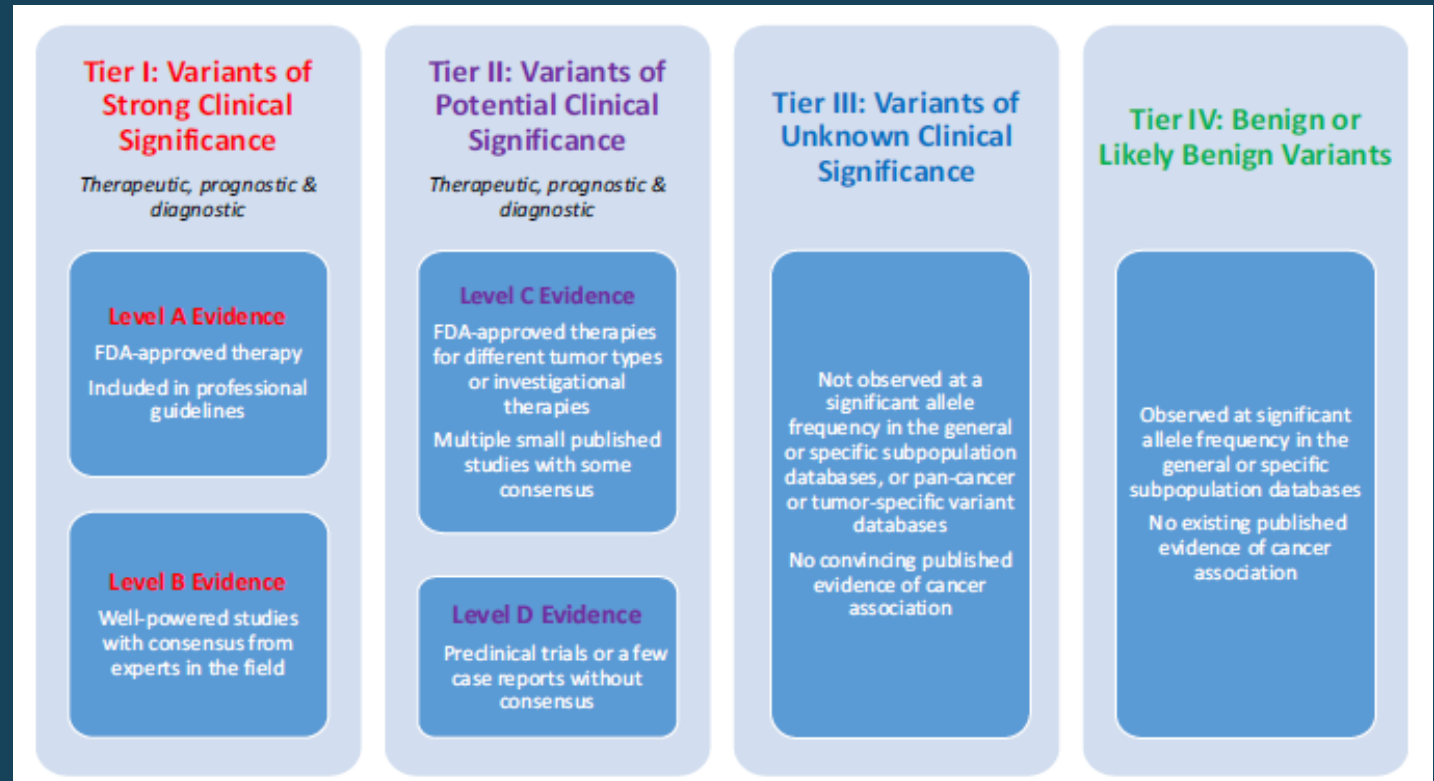 Tier I: Variants of
Strong Clinical
Significance
Therapeutic, prognostic &
diagnostic
Level A Evidence
FDA-approved therapy
Included in professional
guidelines
Level B Evidence
Well-powered studies
with consensus from
experts in the field
Tier II: Variants of
Potential Clinical
Significance
Therapeutic, prognostic &
diagnostic
Level C Evidence
FDA-approved therapies
for different tumor types
or investigational
therapies
Multiple small published
studies with some
consensus
Level D Evidence
Preclinical trials or a few
case reports without
consensus
Tier III: Variants of
Unknown Clinical
Significance
Not observed at a
significant allele
frequency in the general
or specific subpopulation
databases, or pan-cancer
or tumor-specific variant
databases
No convincing published
evidence of cancer
association
Tier IV: Benign or
Likely Benign Variants
Observed at significant
allele frequency in the
general or specific
subpopulation databases
No existing published
evidence of cancer
association